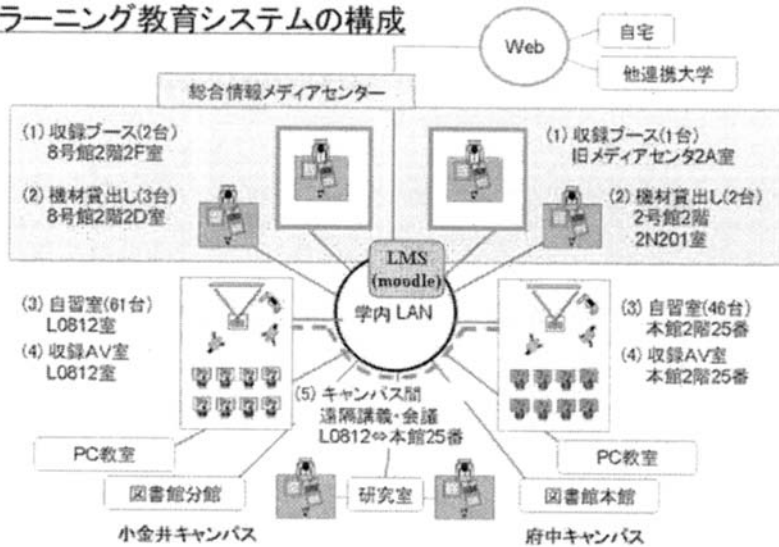 ラーニング教育システムの構成
Web
自宅
他連携大学
総合情報メディアセンター
(1) 収録ブース(2台)
8号館2階2F室
(2) 機材貸出し(3台)
8号館2階2D室
(1) 収録ブース(1台)
旧メディアセンタ2A室
(2) 機材貸出し(2台)
2号館2階
2N201室
LMS
(moodle)
学内 LAN
(3) 自習室(61台)
L0812室
(4) 収録AV室
L0812室
(3) 自習室(46台)
本館2階25番
(4) 収録AV室
本館2階25番
(5) キャンパス間
遠隔講義・会議
L0812⇔本館25番
PC教室
図書館分館
研究室
PC教室
図書館本館
小金井キャンパス
府中キャンパス